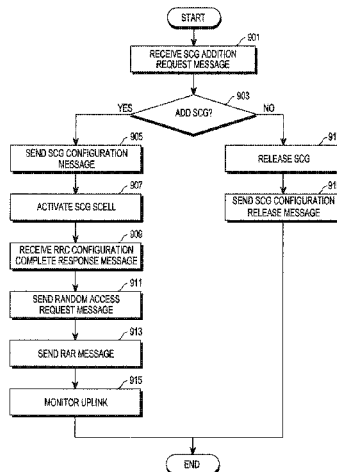 START
901
RECEIVE SCG ADDITION
REQUEST MESSAGE
903
ADD SCG?
YES
NO
905
SEND SCG CONFIGURATION
MESSAGE
907
ACTIVATE SCG SCELL
909
RECEIVE RRC CONFIGURATION
COMPLETE RESPONSE MESSAGE
911
SEND RANDOM ACCESS
REQUEST MESSAGE
913
SEND RAR MESSAGE
915
MONITOR UPLINK
91
RELEASE SCG
91
SEND SCG CONFIGURATION
RELEASE MESSAGE
END